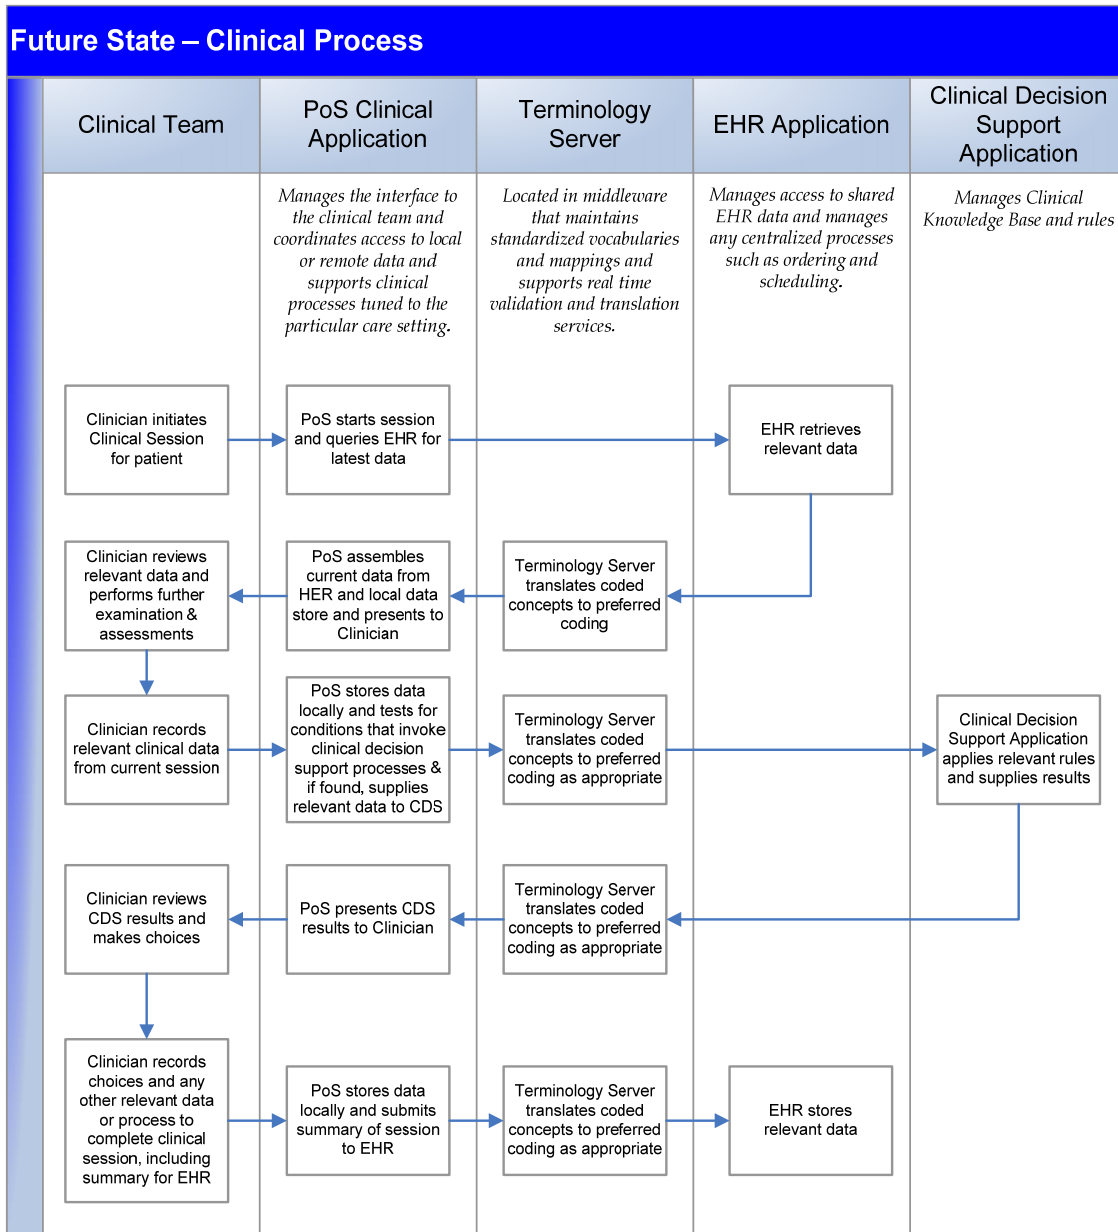 Future State – Clinical Process
Clinical Team
PoS Clinical
Application
Terminology
Server
EHR Application
Clinical Decision
Support
Application
Manages the interface to
the clinical team and
coordinates access to local
or remote data and
supports clinical
processes tuned to the
particular care setting.
Located in middleware
that maintains
standardized vocabularies
and mappings and
supports real time
validation and translation
services.
Manages access to shared
EHR data and manages
any centralized processes
such as ordering and
scheduling.
Manages Clinical
Knowledge Base and rules
Clinician initiates
Clinical Session
for patient
PoS starts session
and queries EHR for
latest data
EHR retrieves
relevant data
Clinician reviews
relevant data and
performs further
examination &
assessments
PoS assembles
current data from
HER and local data
store and presents to
Clinician
Terminology Server
translates coded
concepts to preferred
coding
Clinician records
relevant clinical data
from current session
PoS stores data
locally and tests for
conditions that invoke
clinical decision
support processes &
if found, supplies
relevant data to CDS
Terminology Server
translates coded
concepts to preferred
coding as appropriate
Clinical Decision
Support Application
applies relevant rules
and supplies results
Clinician reviews
CDS results and
makes choices
PoS presents CDS
results to Clinician
Terminology Server
translates coded
concepts to preferred
coding as appropriate
Clinician records
choices and any
other relevant data
or process to
complete clinical
session, including
summary for EHR
PoS stores data
locally and submits
summary of session
to EHR
Terminology Server
translates coded
concepts to preferred
coding as appropriate
EHR stores
relevant data